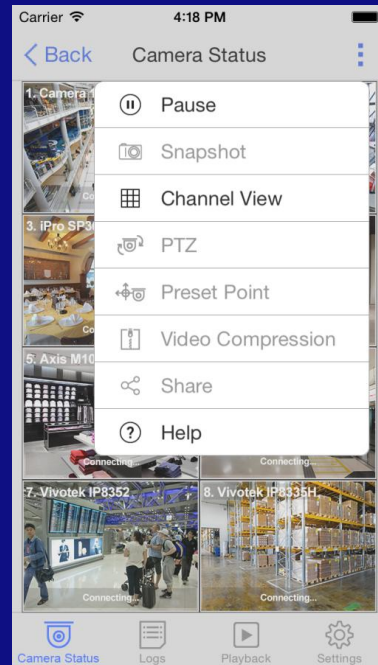 Carrier 4:18 PM
Back Camera Status
1. Camera 1
Pause
Snapshot
Channel View
3. iPro SP30
PTZ
Preset Point
Video Compression
5. Axis M10
Share
Help
Connecting...
Connecting...
7. Vivotek IP8352
8. Vivotek IP8335H
Connecting...
Connecting...
Camera Status Logs Playback Settings